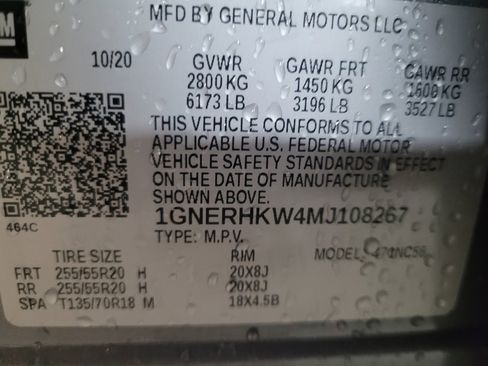 GM
MFD BY GENERAL MOTORS LLC
10/20 GVWR GAWR FRT GAWR RR
2800 KG 1450 KG 1600 KG
6173 LB 3196 LB 3527 LB
THIS VEHICLE CONFORMS TO ALL
APPLICABLE U.S. FEDERAL MOTOR
VEHICLE SAFETY STANDARDS IN EFFECT
ON THE DATE OF MANUFACTURE
SHOWN ABOVE.
464C 1GNERHKW4MJ108267
TYPE: M.P.V. MODEL:
TIRE SIZE RIM
FRT 255/55R20 H 20X8J
RR 255/55R20 H 20X8J
SPA T135/70R18 M 18X4.5B